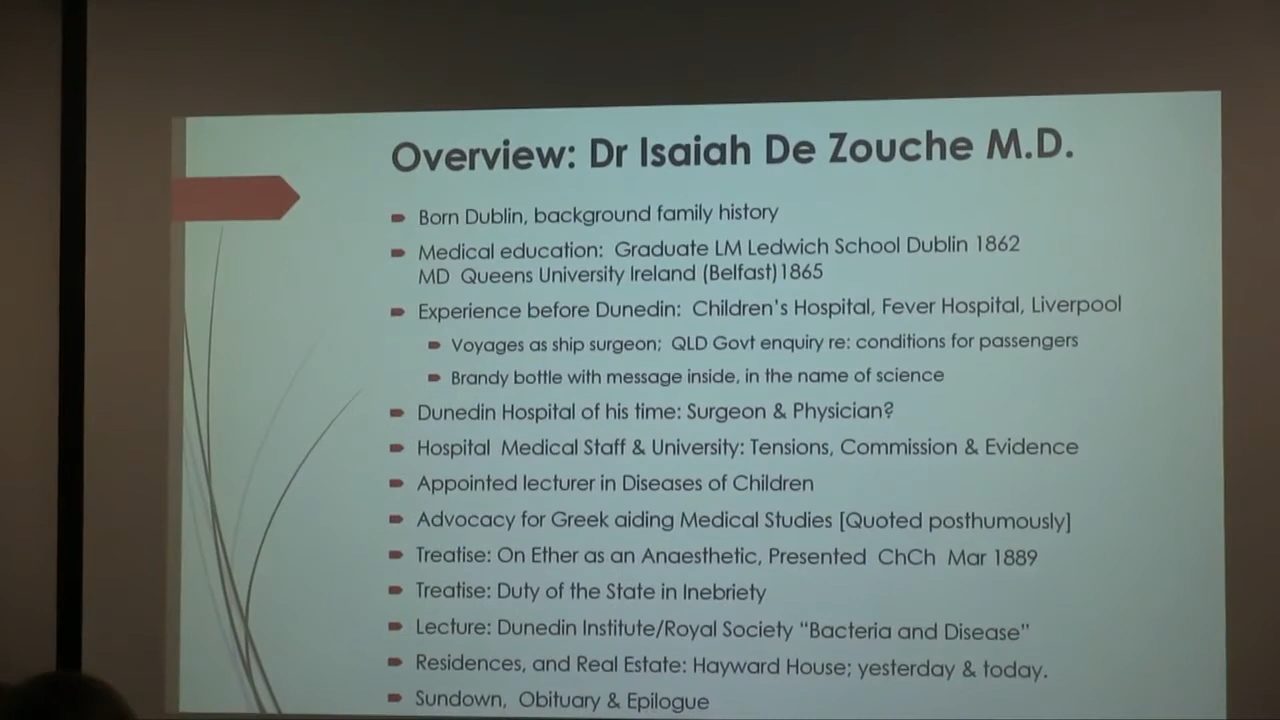 Overview: Dr Isaiah De Zouche M.D.
Born Dublin, background family history
Medical education: Graduate LM Ledwich School Dublin 1862
MD Queens University Ireland (Belfast)1865
Experience before Dunedin: Children's Hospital, Fever Hospital, Liverpool
Voyages as ship surgeon; QLD Govt enquiry re: conditions for passengers
Brandy bottle with message inside, in the name of science
Dunedin Hospital of his time: Surgeon & Physician?
Hospital Medical Staff & University: Tensions, Commission & Evidence
Appointed lecturer in Diseases of Children
Advocacy for Greek aiding Medical Studies [Quoted posthumously]
Treatise: On Ether as an Anaesthetic, Presented ChCh Mar 1889
Treatise: Duty of the State in Inebriety
Lecture: Dunedin Institute/Royal Society “Bacteria and Disease”
Residences, and Real Estate: Hayward House; yesterday & today.
Sundown, Obituary & Epilogue